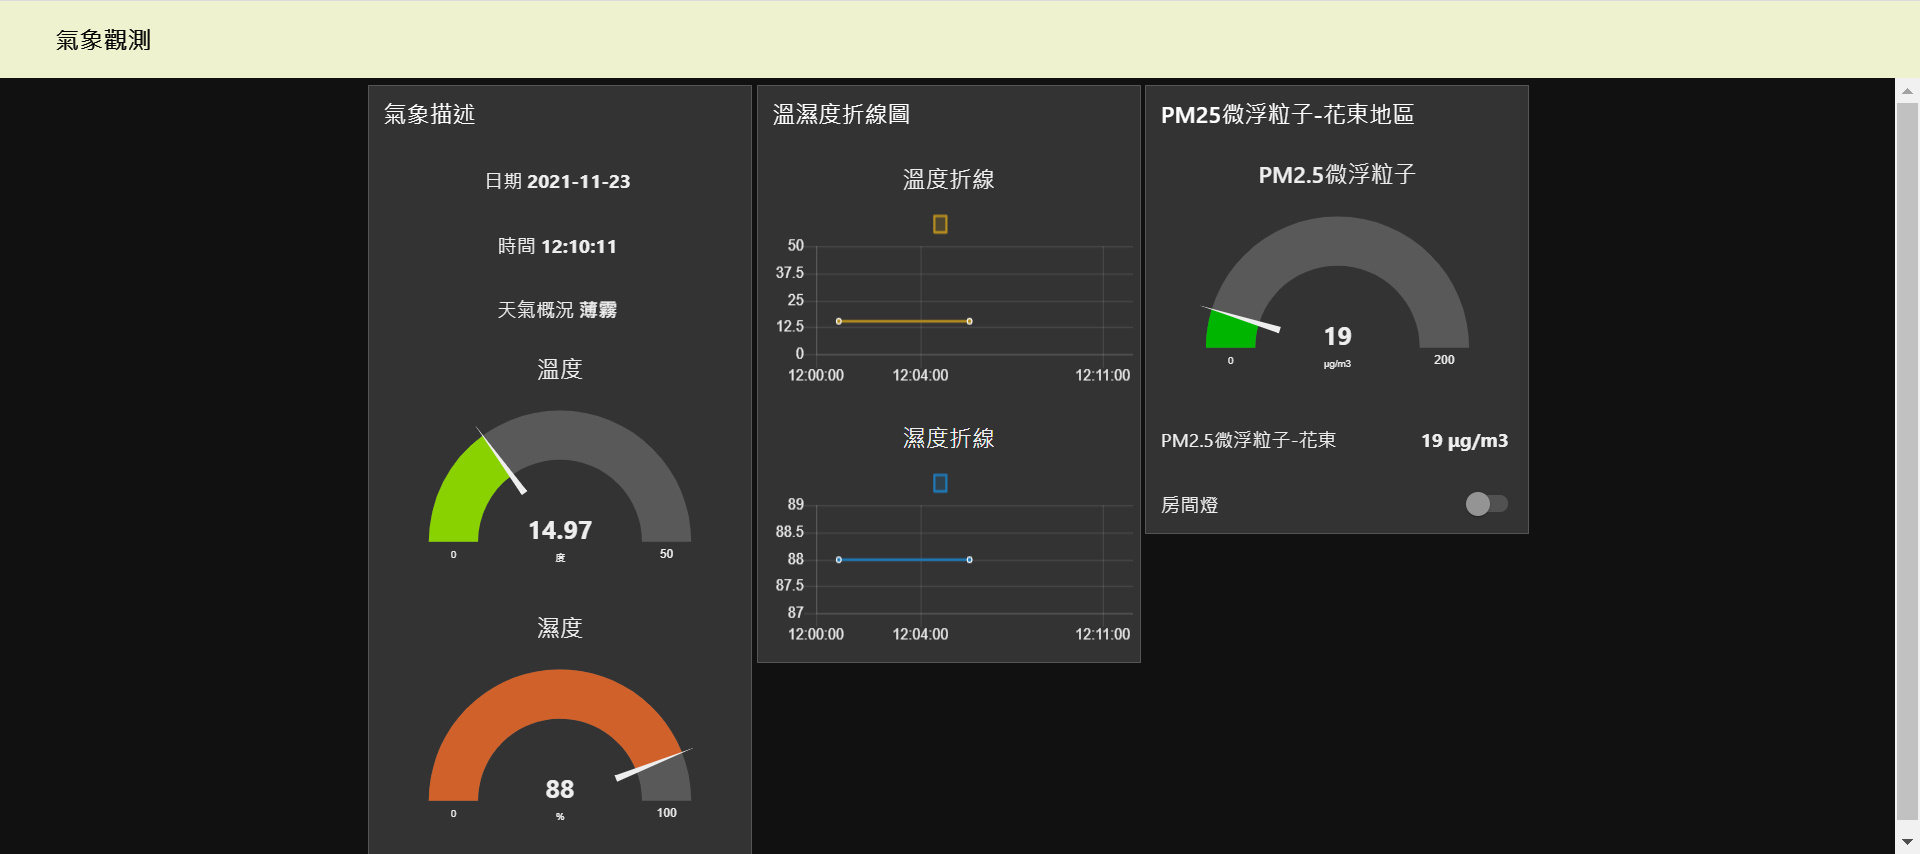 氣象觀測
氣象描述
日期 2021-11-23
時間 12:10:11
天氣概況 薄霧
溫度
14.97
度
0
50
濕度
88
%
0
100
溫濕度折線圖
溫度折線
50
37.5
25
12.5
0
12:00:00 12:04:00 12:11:00
濕度折線
89
88.5
88
87.5
87
12:00:00 12:04:00 12:11:00
PM25微浮粒子-花東地區
PM2.5微浮粒子
19
µg/m3
0
200
PM2.5微浮粒子-花東 19 µg/m3
房間燈